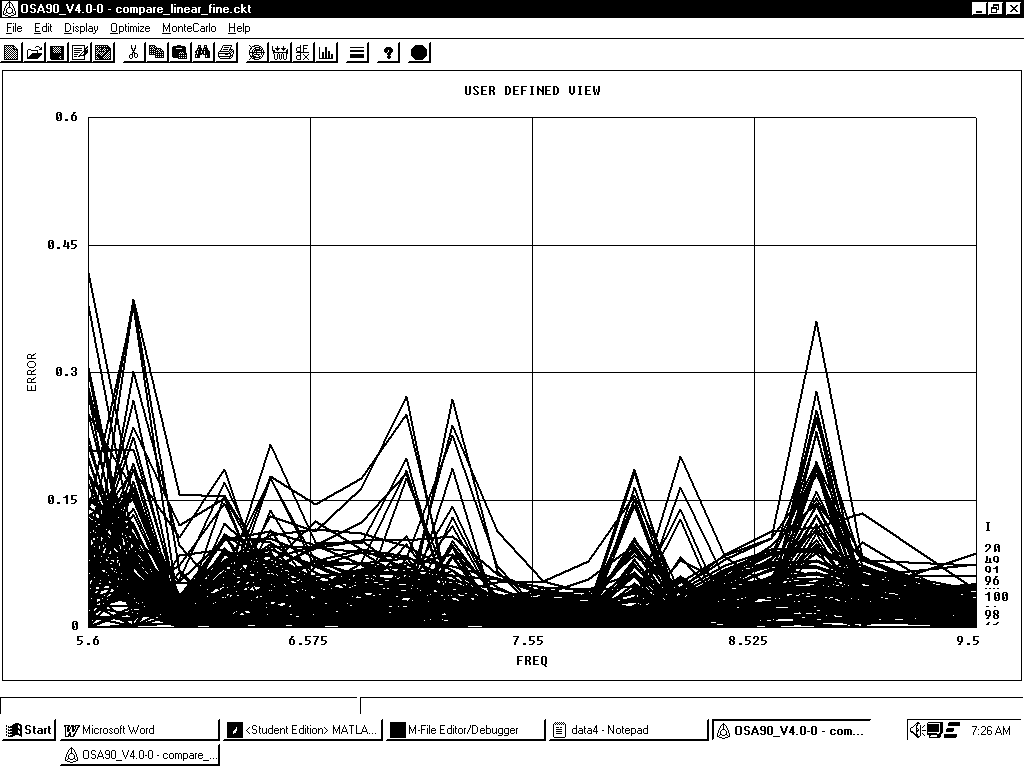 OSA90_V4.0-0 - compare_linear_fine.ckt
File Edit Display Optimize MonteCarlo Help
USER DEFINED VIEW
0.6
0.45
0.3
0.15
0
ERROR
5.6 6.575 7.55 8.525 9.5
FREQ
I
20
49
91
96
100
98
Start Microsoft Word <Student Edition> MATLA... M-File Editor/Debugger data4 - Notepad OSA90_V4.0-0 - com... 7:26 AM
OSA90_V4.0-0 - compare_...